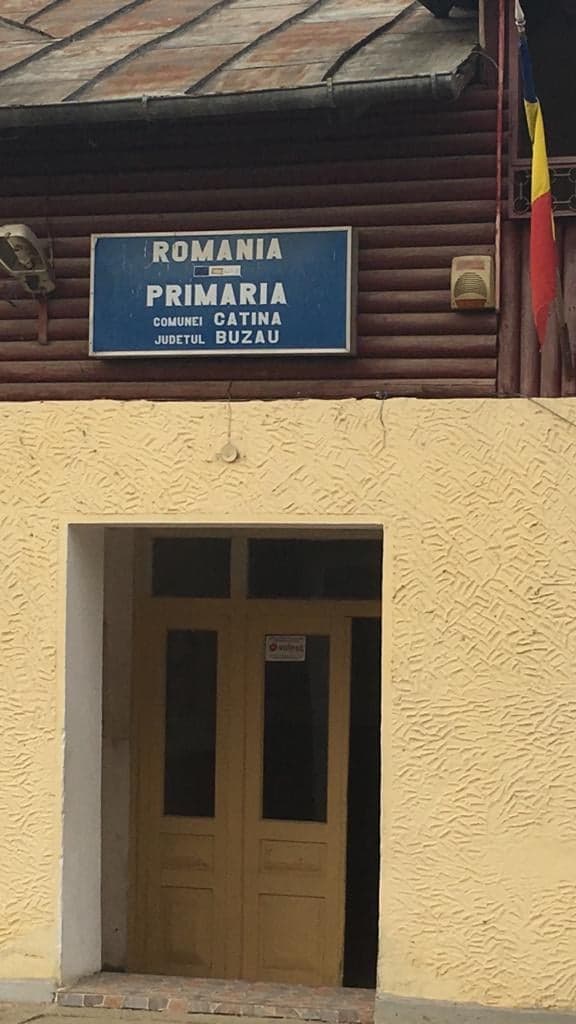 ROMANIA
PRIMARIA
COMUNEI CATINA
JUDETUL BUZAU